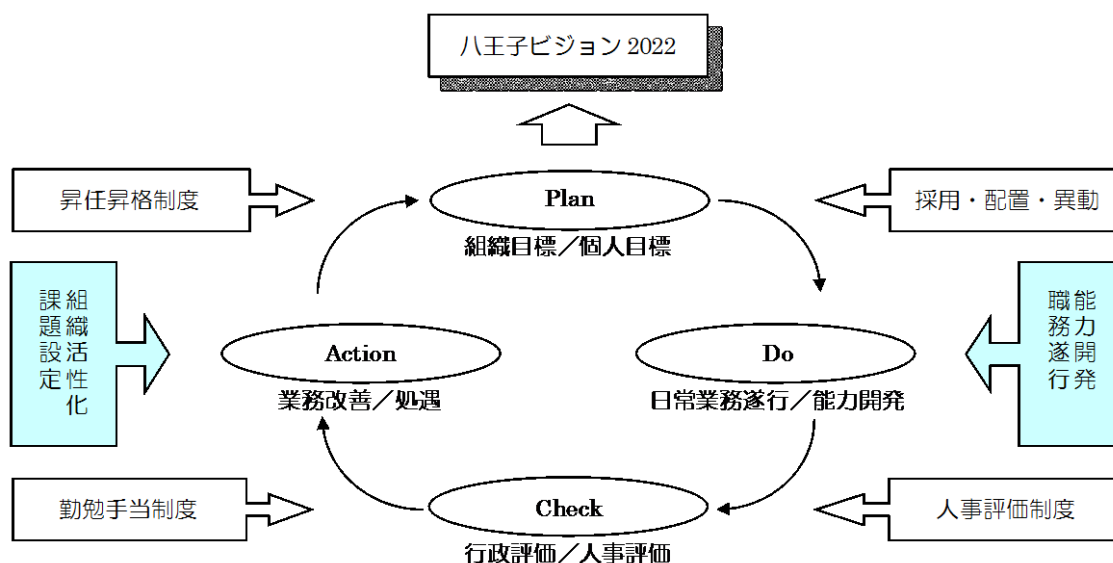 八王子ビジョン 2022
昇任昇格制度
Plan
採用・配置・異動
組織目標／個人目標
組織活性化
課題設定
Action
業務改善／処遇
Do
日常業務遂行／能力開発
能力開発
職務遂行
勤勉手当制度
Check
人事評価制度
行政評価／人事評価